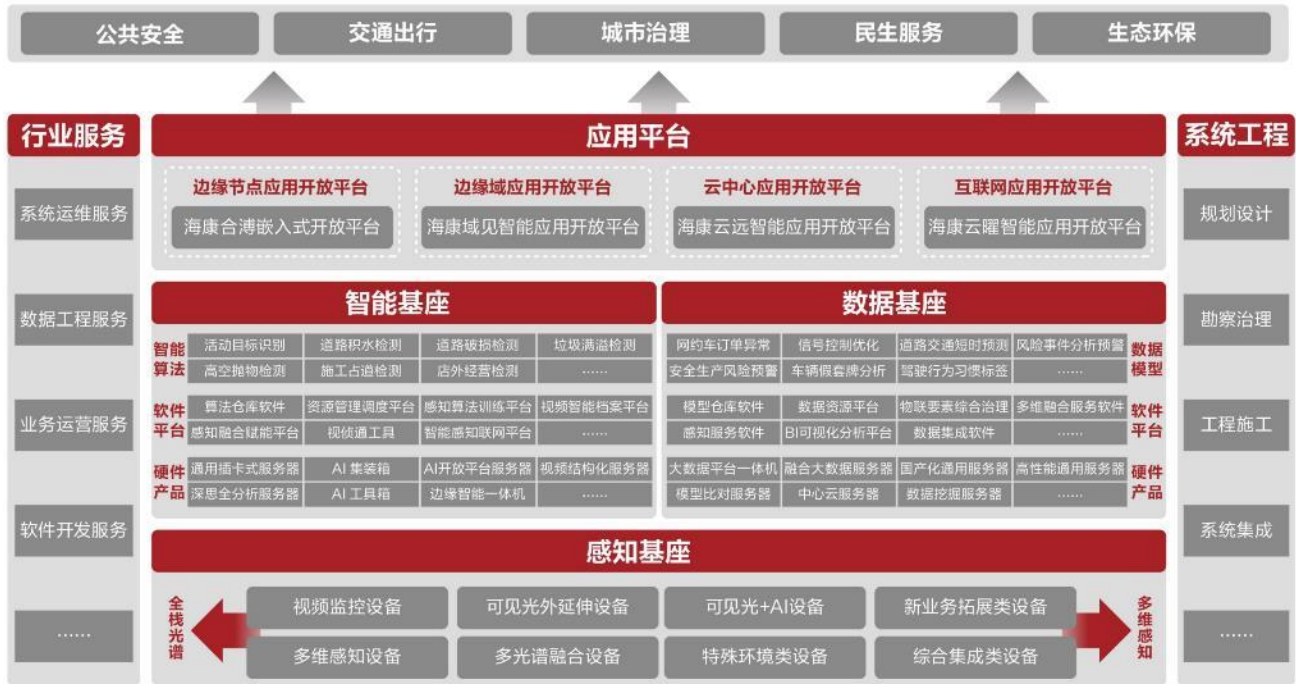 公共安全
交通出行
城市治理
民生服务
生态环保
行业服务
系统运维服务
数据工程服务
业务运营服务
软件开发服务
……
应用平台
边缘节点应用开放平台
海康合溥嵌入式开放平台
边缘域应用开放平台
海康域见智能应用开放平台
云中心应用开放平台
海康云远智能应用开放平台
互联网应用开放平台
海康云曜智能应用开放平台
智能基座
智能
算法
活动目标识别
道路积水检测
道路破损检测
垃圾满溢检测
高空抛物检测
施工占道检测
店外经营检测
……
软件
平台
算法仓库软件
资源管理调度平台
感知算法训练平台
视频智能档案平台
感知融合赋能平台
视侦通工具
智能感知联网平台
……
硬件
产品
通用插卡式服务器
AI 集装箱
AI开放平台服务器
视频结构化服务器
深思全分析服务器
AI 工具箱
边缘智能一体机
……
数据基座
网约车订单异常
信号控制优化
道路交通短时预测
风险事件分析预警
安全生产风险预警
车辆假套牌分析
驾驶行为习惯标签
……
数据
模型
模型仓库软件
数据资源平台
物联要素综合治理
多维融合服务软件
感知服务软件
BI可视化分析平台
数据集成软件
……
软件
平台
大数据平台一体机
融合大数据服务器
国产化通用服务器
高性能通用服务器
模型比对服务器
中心云服务器
数据挖掘服务器
……
硬件
产品
感知基座
全栈光谱
视频监控设备
可见光外延伸设备
可见光+AI设备
新业务拓展类设备
多维感知设备
多光谱融合设备
特殊环境类设备
综合集成类设备
多维感知
系统工程
规划设计
勘察治理
工程施工
系统集成
……